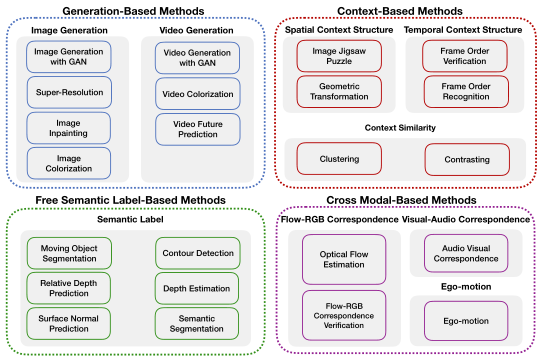 Generation-Based Methods
Image Generation
Image Generation
with GAN
Super-Resolution
Image
Inpainting
Image
Colorization
Video Generation
Video Generation
with GAN
Video Colorization
Video Future
Prediction
Context-Based Methods
Spatial Context Structure
Image Jigsaw
Puzzle
Geometric
Transformation
Temporal Context Structure
Frame Order
Verification
Frame Order
Recognition
Context Similarity
Clustering
Contrasting
Free Semantic Label-Based Methods
Semantic Label
Moving Object
Segmentation
Relative Depth
Prediction
Surface Normal
Prediction
Contour Detection
Depth Estimation
Semantic
Segmentation
Cross Modal-Based Methods
Flow-RGB Correspondence
Optical Flow
Estimation
Flow-RGB
Correspondence
Verification
Visual-Audio Correspondence
Audio Visual
Correspondence
Ego-motion
Ego-motion